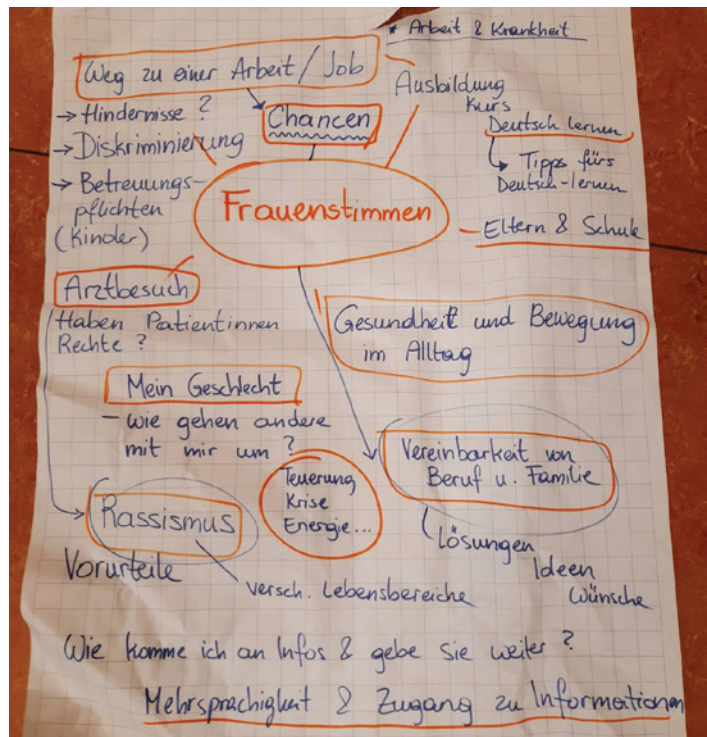 * Arbeit & Krankheit
Weg zu einer Arbeit / Job
→ Hindernisse ?
→ Diskriminierung
→ Betreuungs-
pflichten
(Kinder)
Chancen
Ausbildung
Kurs
Deutsch lernen
→ Tipps fürs
Deutsch-lernen
Frauenstimmen
- Eltern & Schule
Arztbesuch
Haben Patientinnen
Rechte ?
Gesundheit und Bewegung
im Alltag
Mein Geschlecht
- wie gehen andere
mit mir um ?
Teuerung
Krise
Energie...
Vereinbarkeit von
Beruf u. Familie
Lösungen
Ideen
Wünsche
Rassismus
Vorurteile
versch. Lebensbereiche
Wie komme ich an Infos & gebe sie weiter ?
Mehrsprachigkeit & Zugang zu Informationen